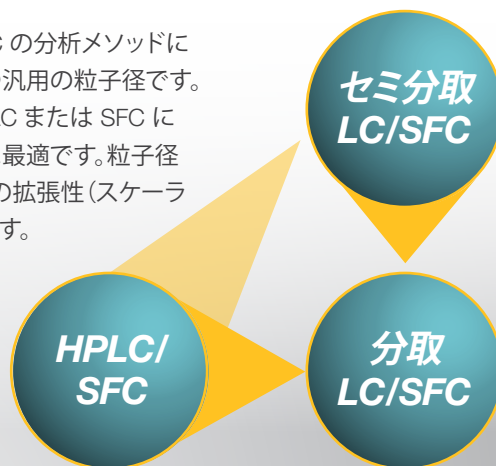 の分析メソッドに
汎用の粒子径です。
または SFC に
最適です。粒子径
の拡張性（スケーラ
す。
セミ分取
LC/SFC
HPLC/
SFC
分取
LC/SFC